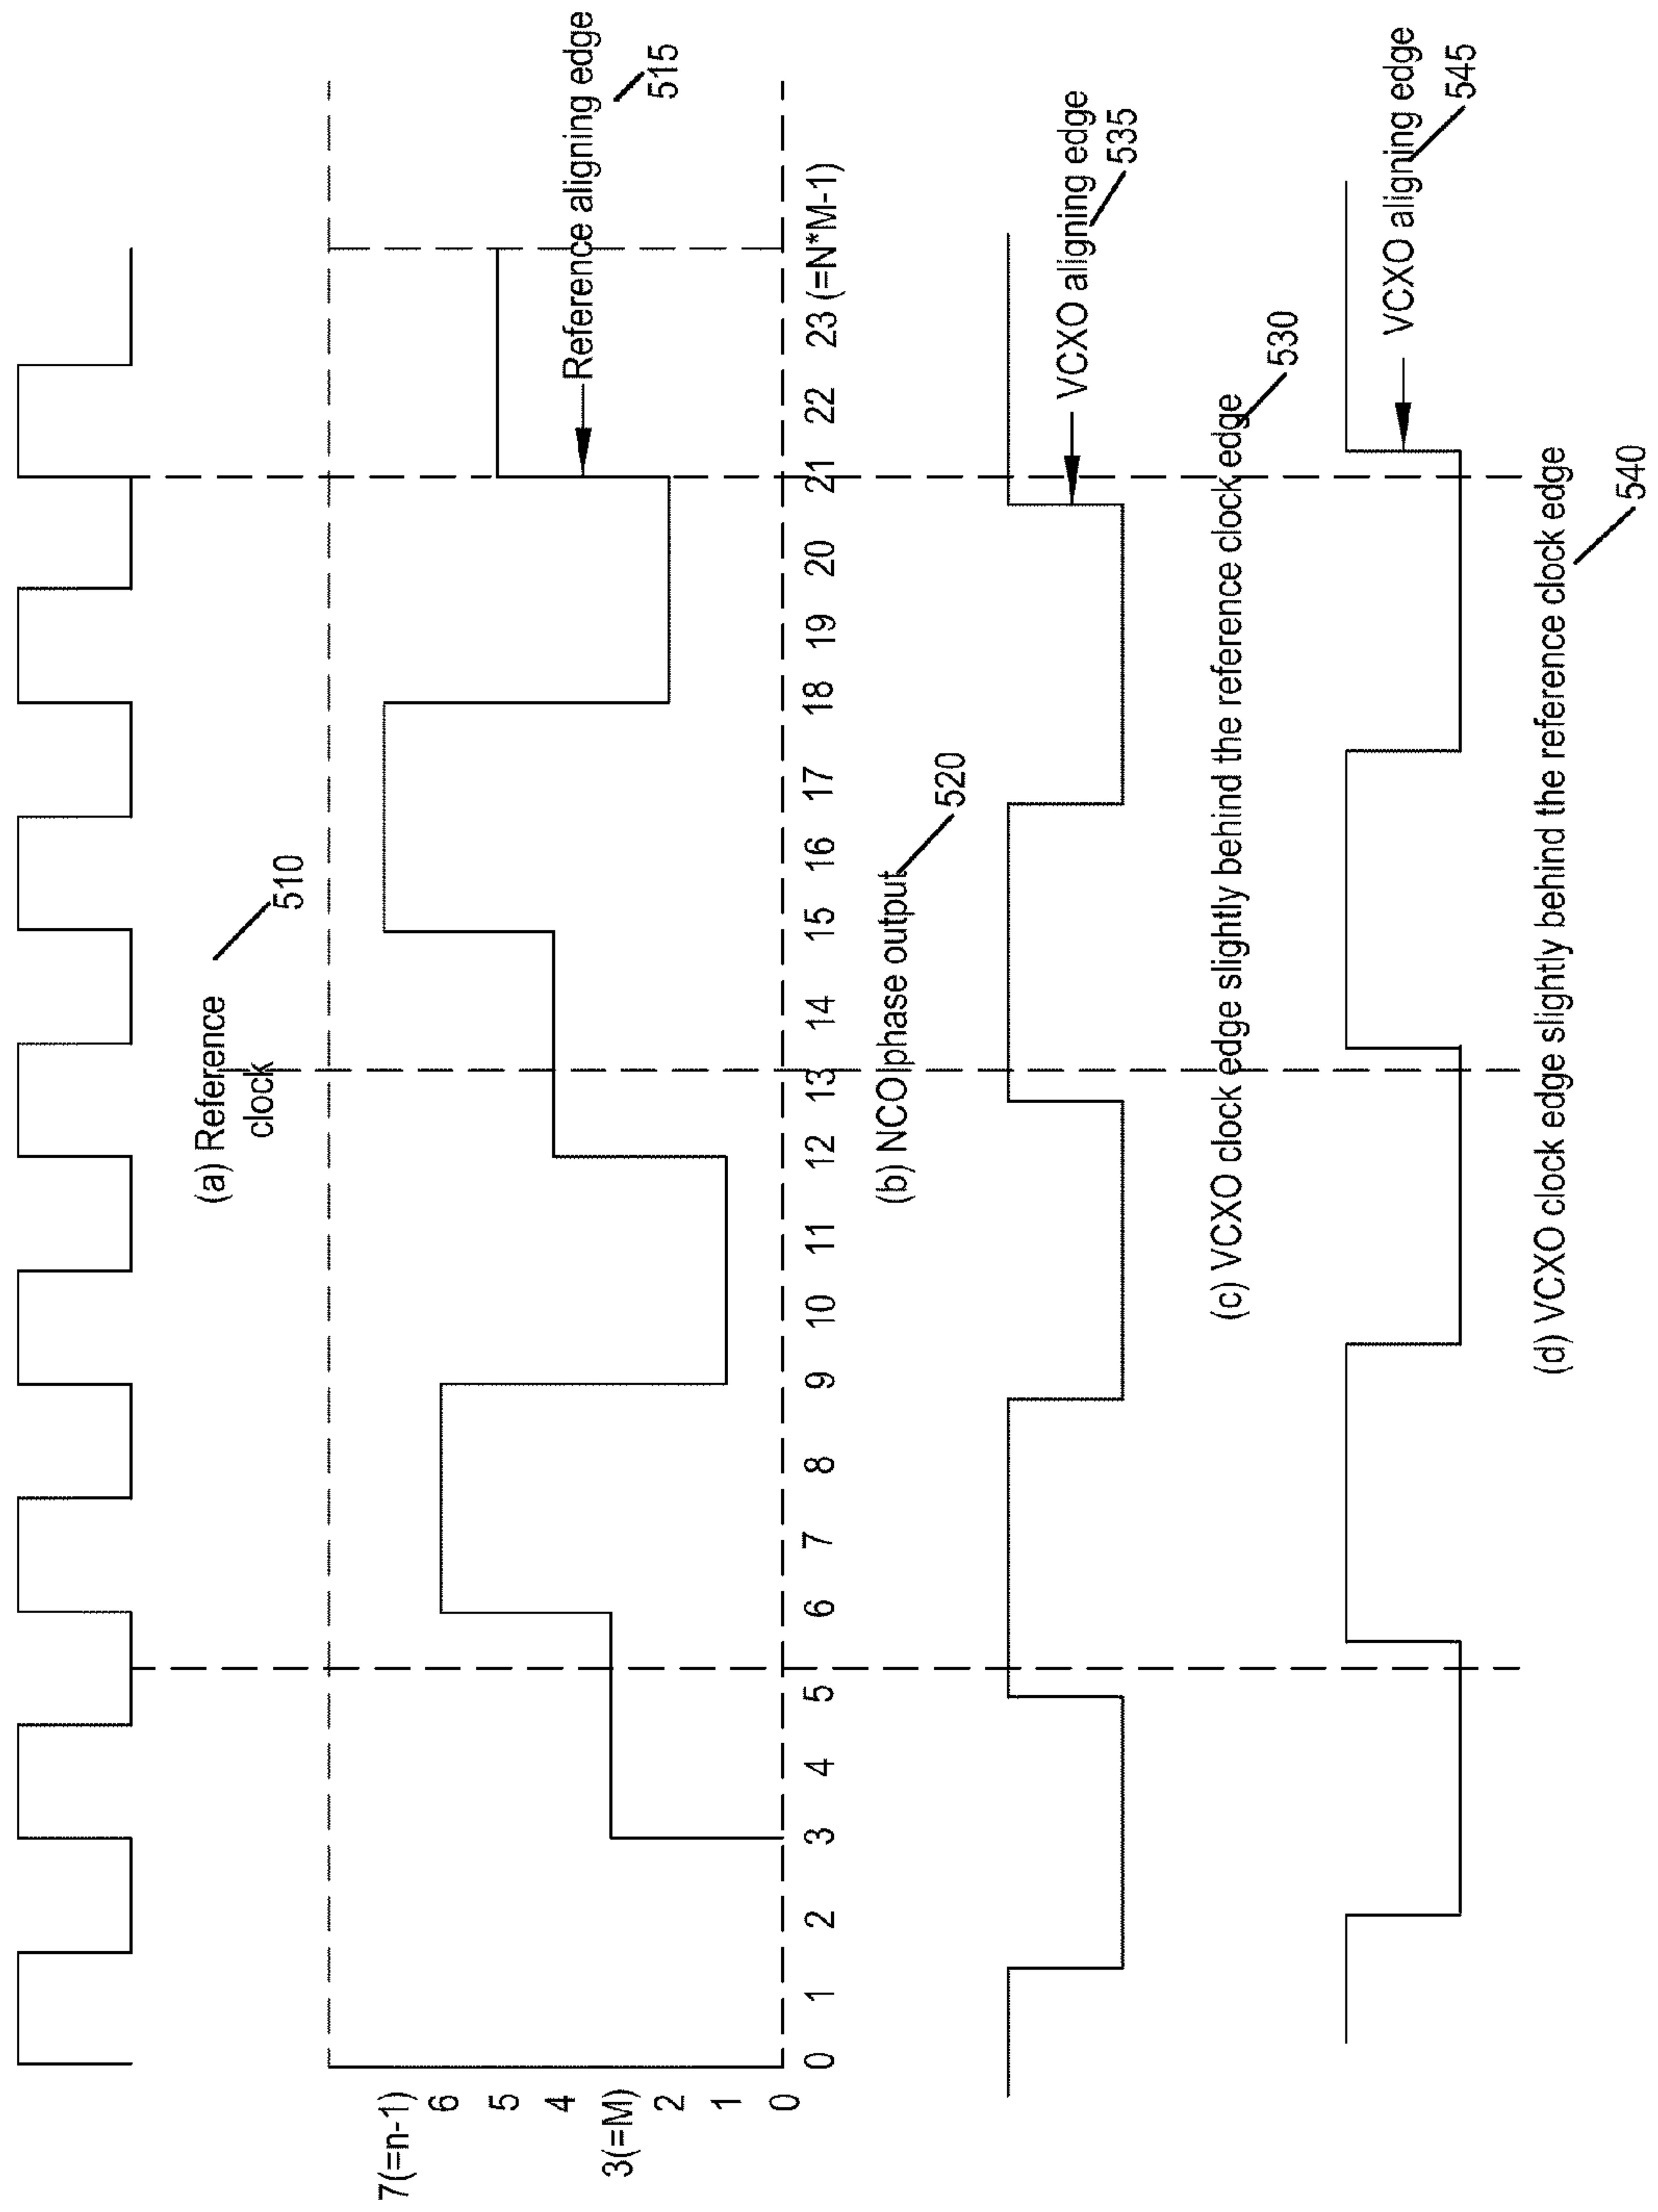 (a) Reference
clock
510
7(=n-1)
6
5
4
3(=M)
2
1
0
Reference aligning edge
515
0 1 2 3 4 5 6 7 8 9 10 11 12 13 14 15 16 17 18 19 20 21 22 23 (=N*M-1)
(b) NCO phase output
520
VCXO aligning edge
535
(c) VCXO clock edge slightly behind the reference clock edge
530
VCXO aligning edge
545
(d) VCXO clock edge slightly behind the reference clock edge
540